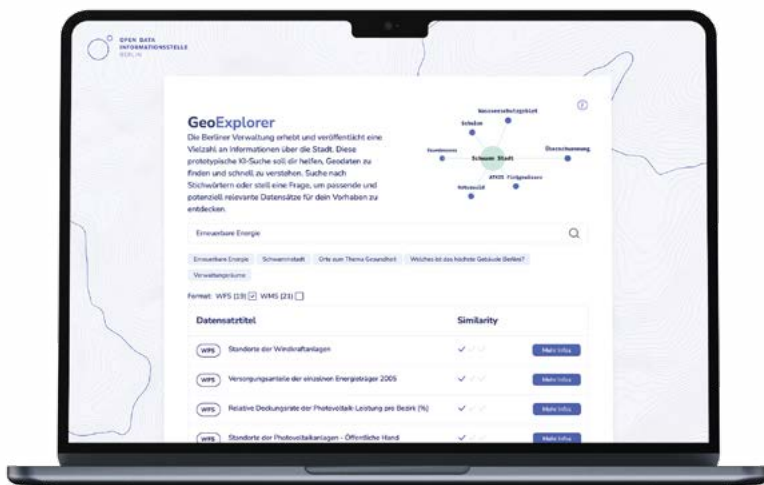 OPEN DATA
INFORMATIONSSTELLE
BERLIN
GeoExplorer
Die Berliner Verwaltung erhebt und veröffentlicht eine
Vielzahl an Informationen über die Stadt. Diese
prototypische KI-Suche soll dir helfen, Geodaten zu
finden und schnell zu verstehen. Suche nach
Stichwörtern oder stell eine Frage, um passende und
potenziell relevante Datensätze für dein Vorhaben zu
entdecken.
Wasserschutzgebiet
Schulen
Schwamm Stadt
Überschwemmung
ATKIS
Erneuerbare Energie
Erneuerbare Energie Schwammstadt Orte zum Thema Gesundheit Welches ist das höchste Gebäude Berlins?
Verwaltungsräume
Format: WFS (19) WMS (21)
Datensatztitel Similarity
WFS Standorte der Windkraftanlagen Mehr Infos
WFS Versorgungsanteile der einzelnen Energieträger 2005 Mehr Infos
WFS Relative Deckungsrate der Photovoltaik-Leistung pro Bezirk [%] Mehr Infos
WFS Standorte der Photovoltaikanlagen - Öffentliche Hand Mehr Infos